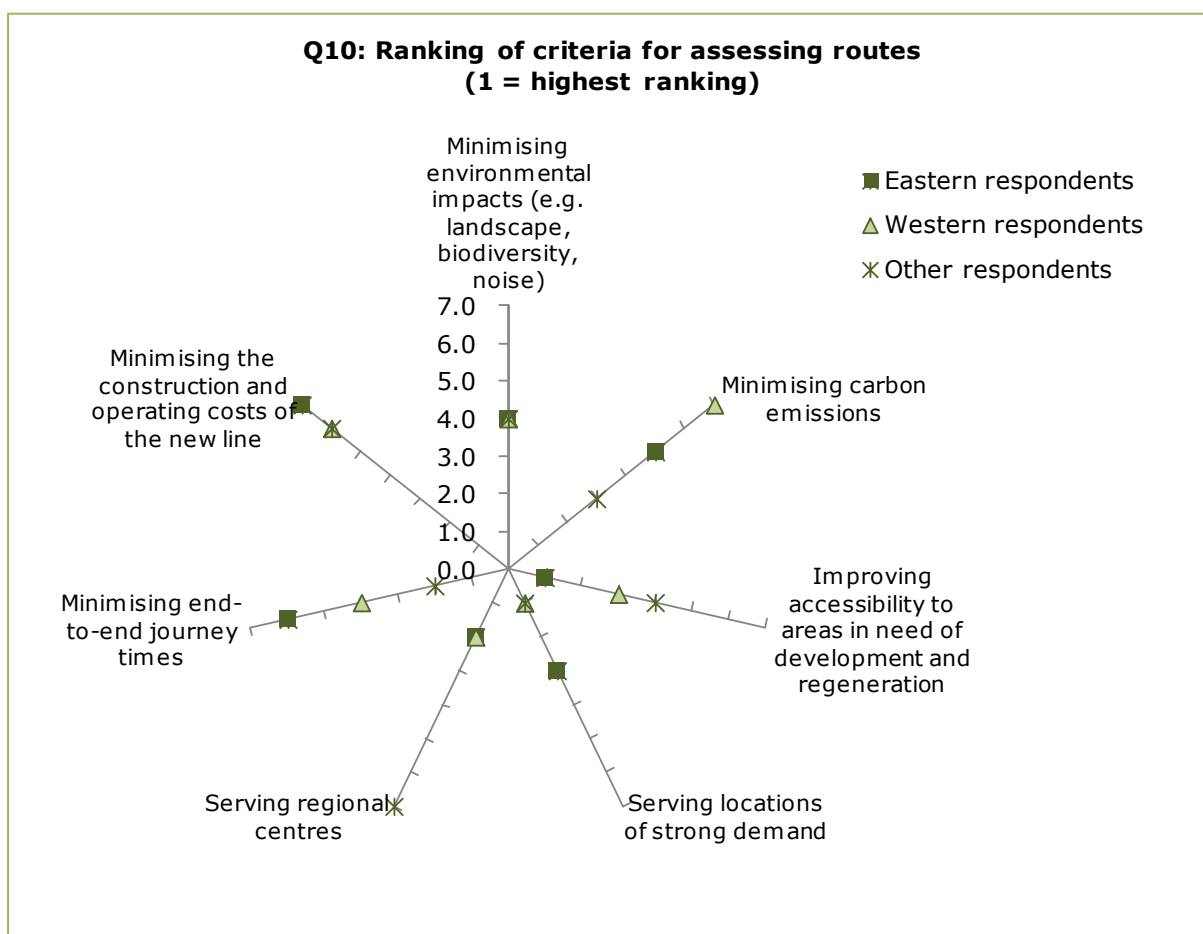 Q10: Ranking of criteria for assessing routes
(1 = highest ranking)
Minimising
environmental
impacts (e.g.
landscape,
biodiversity,
noise)
Eastern respondents
Western respondents
Other respondents
7.0
6.0
5.0
4.0
3.0
2.0
1.0
0.0
Minimising the
construction and
operating costs of
the new line
Minimising carbon
emissions
Minimising end-
to-end journey
times
Improving
accessibility to
areas in need of
development and
regeneration
Serving regional
centres
Serving locations
of strong demand